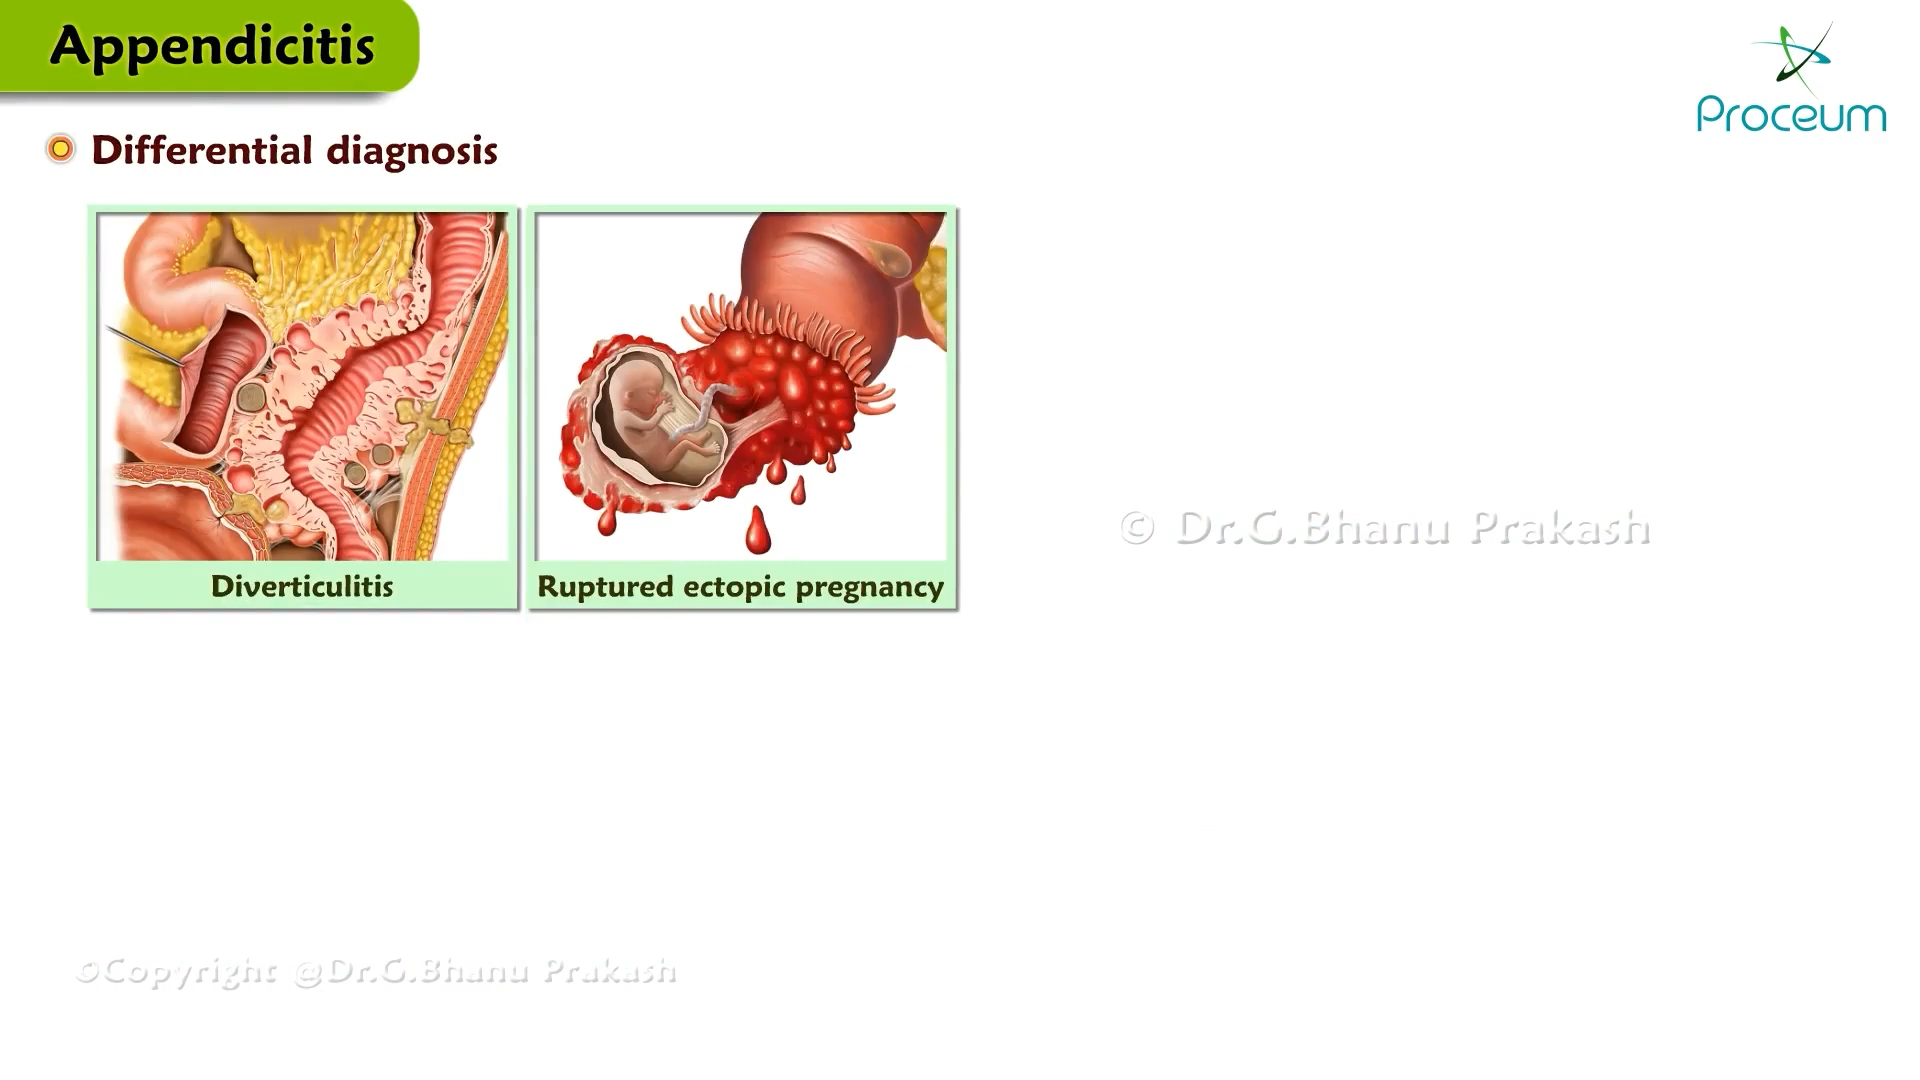 Appendicitis
Proceum
Differential diagnosis
Diverticulitis
Ruptured ectopic pregnancy
© Dr.G.Bhanu Prakash
©Copyright @Dr.G.Bhanu Prakash